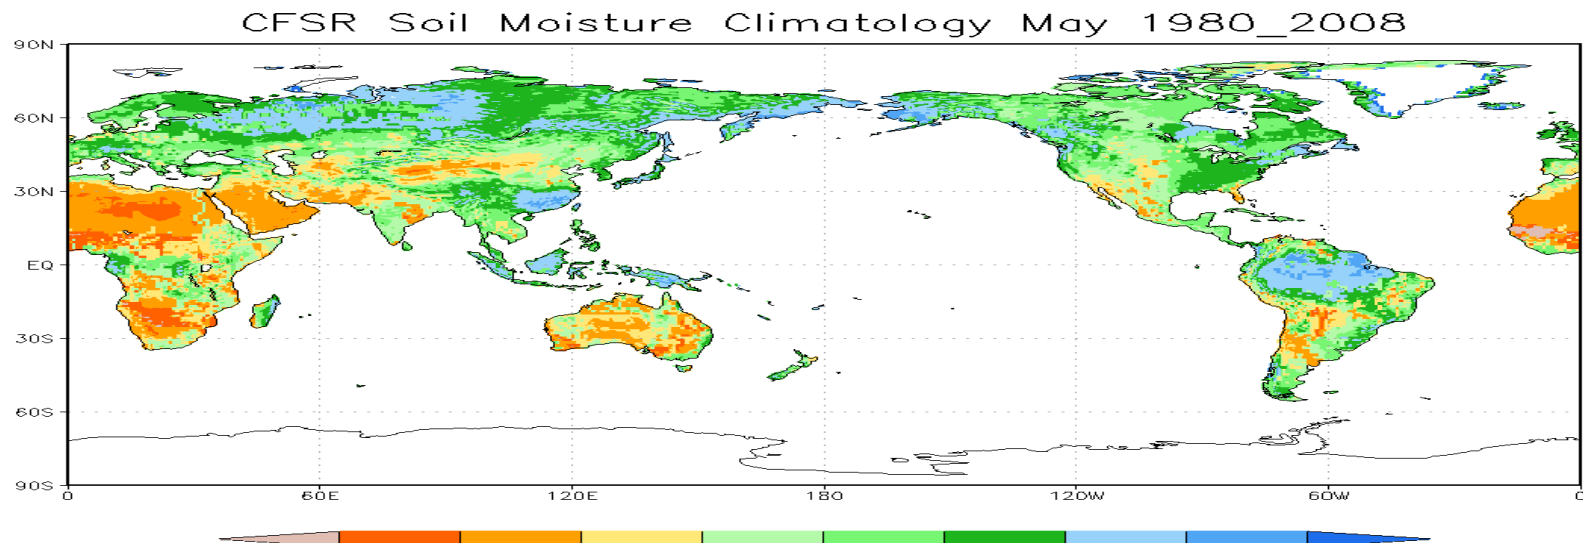 CFSR Soil Moisture Climatology May 1980_2008
90N
60N
30N
EQ
30S
60S
90S
0 60E 120E 180 120W 60W 0